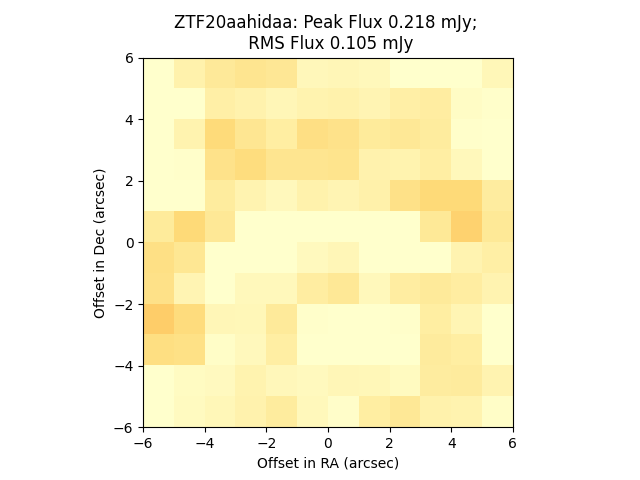 ZTF20aahidaa: Peak Flux 0.218 mJy;
RMS Flux 0.105 mJy
6
4
2
0
−2
−4
−6
Offset in Dec (arcsec)
−6 −4 −2 0 2 4 6
Offset in RA (arcsec)